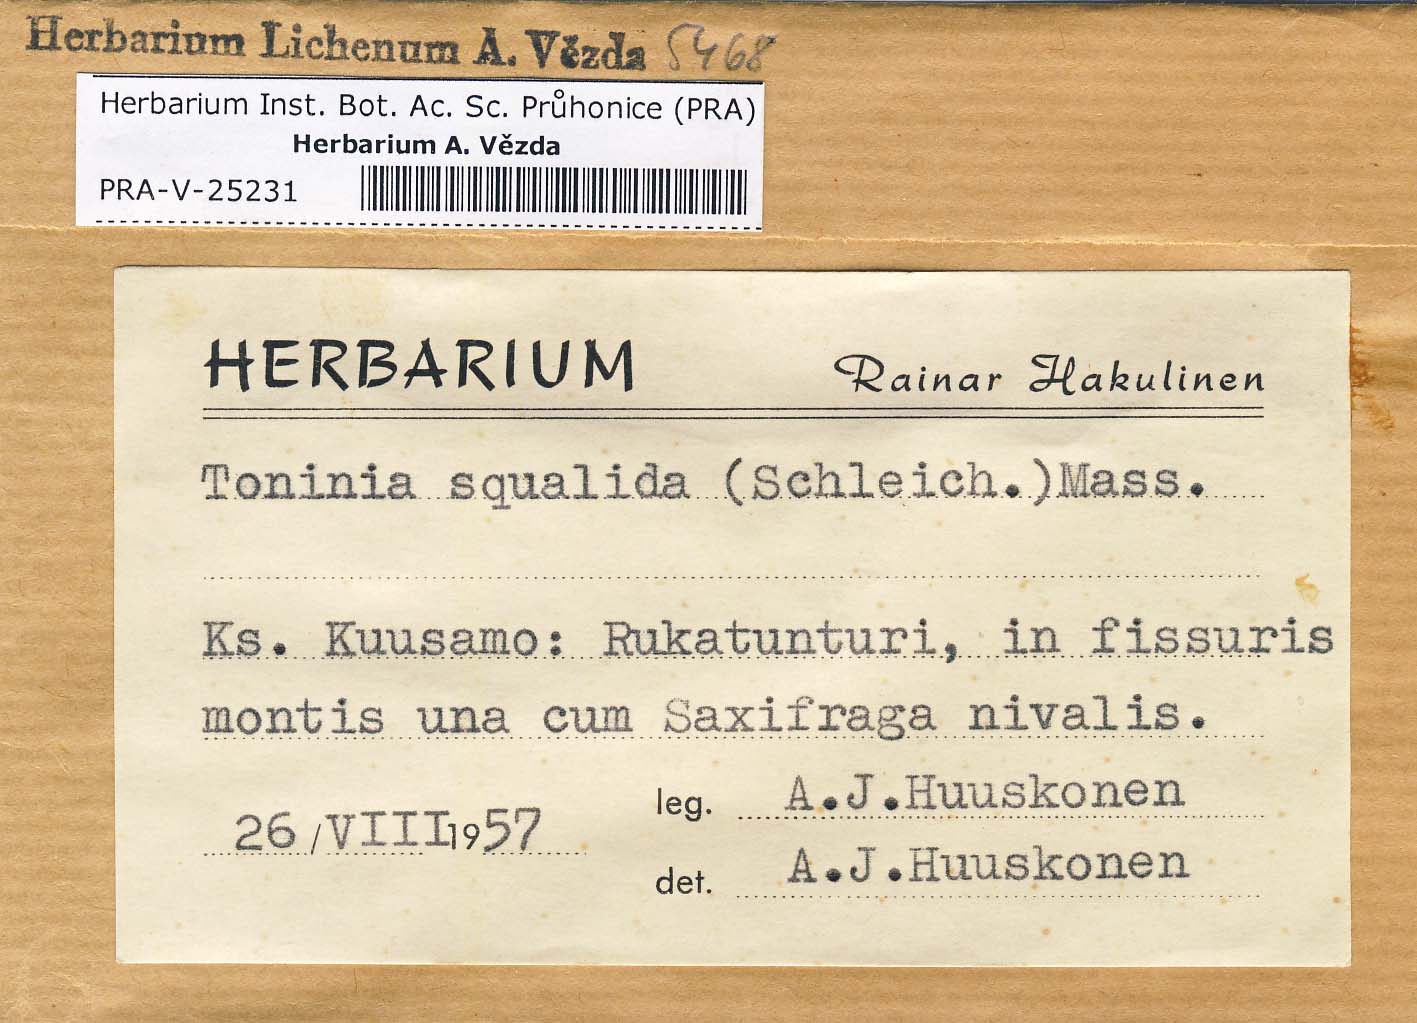 Herbarium Lichenum A. Vězda 5468
Herbarium Inst. Bot. Ac. Sc. Průhonice (PRA)
Herbarium A. Vězda
PRA-V-25231
HERBARIUM Rainar Hakulinen
Toninia squalida (Schleich.)Mass.
Ks. Kuusamo: Rukatunturi, in fissuris
montis una cum Saxifraga nivalis.
leg. A.J.Huuskonen
26/VIII1957
det. A.J.Huuskonen